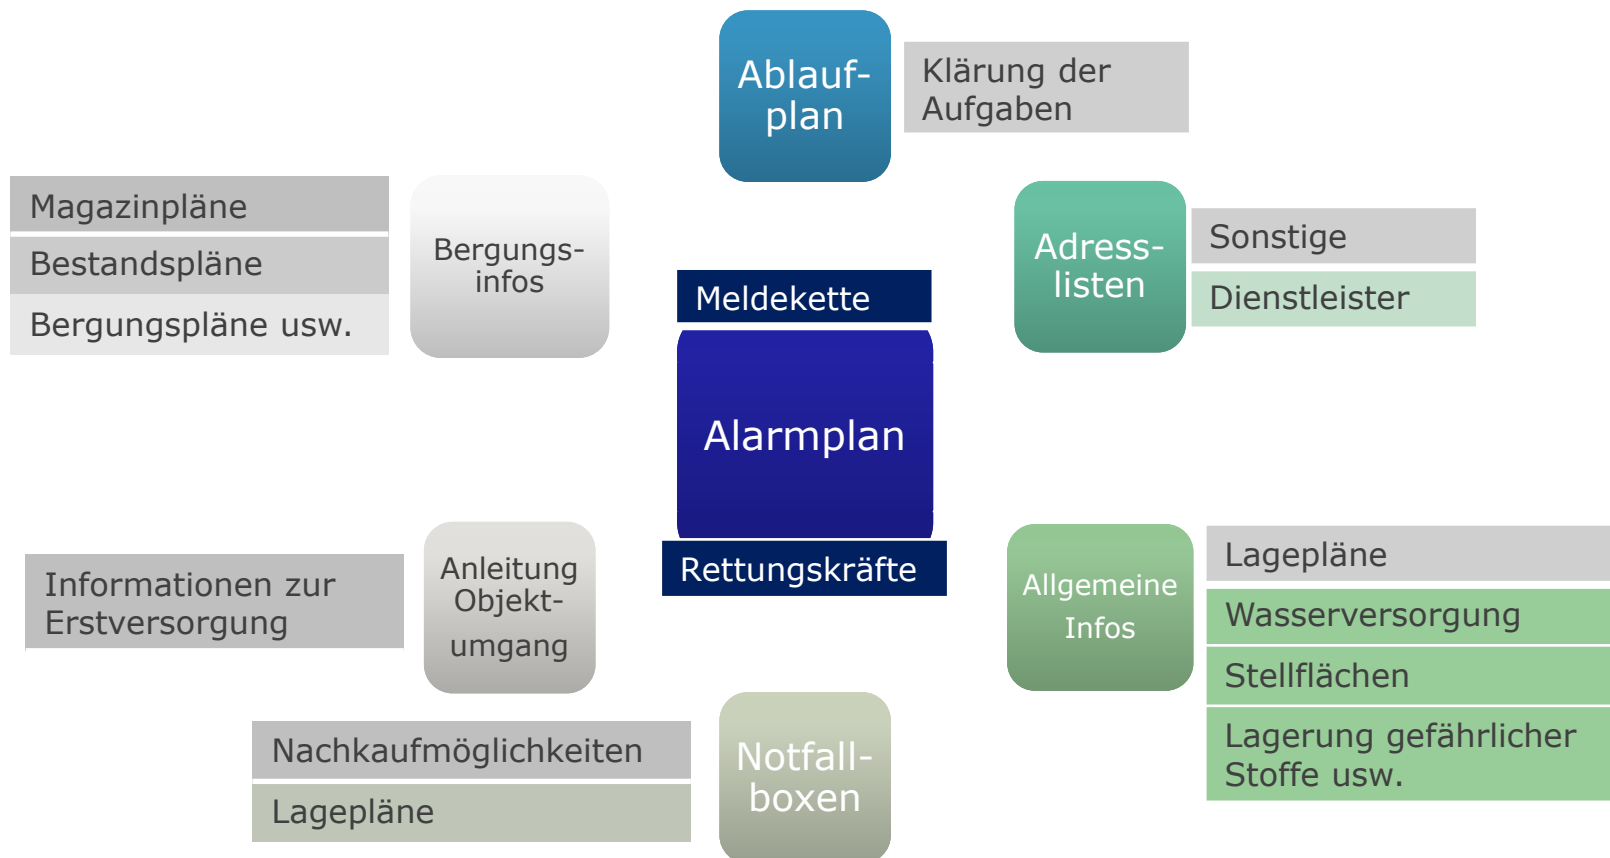 Ablauf-
plan
Klärung der
Aufgaben
Magazinpläne
Bestandspläne
Bergungspläne usw.
Bergungs-
infos
Adress-
listen
Sonstige
Dienstleister
Meldekette
Alarmplan
Rettungskräfte
Informationen zur
Erstversorgung
Anleitung
Objekt-
umgang
Allgemeine
Infos
Lagepläne
Wasserversorgung
Stellflächen
Lagerung gefährlicher
Stoffe usw.
Nachkaufmöglichkeiten
Lagepläne
Notfall-
boxen